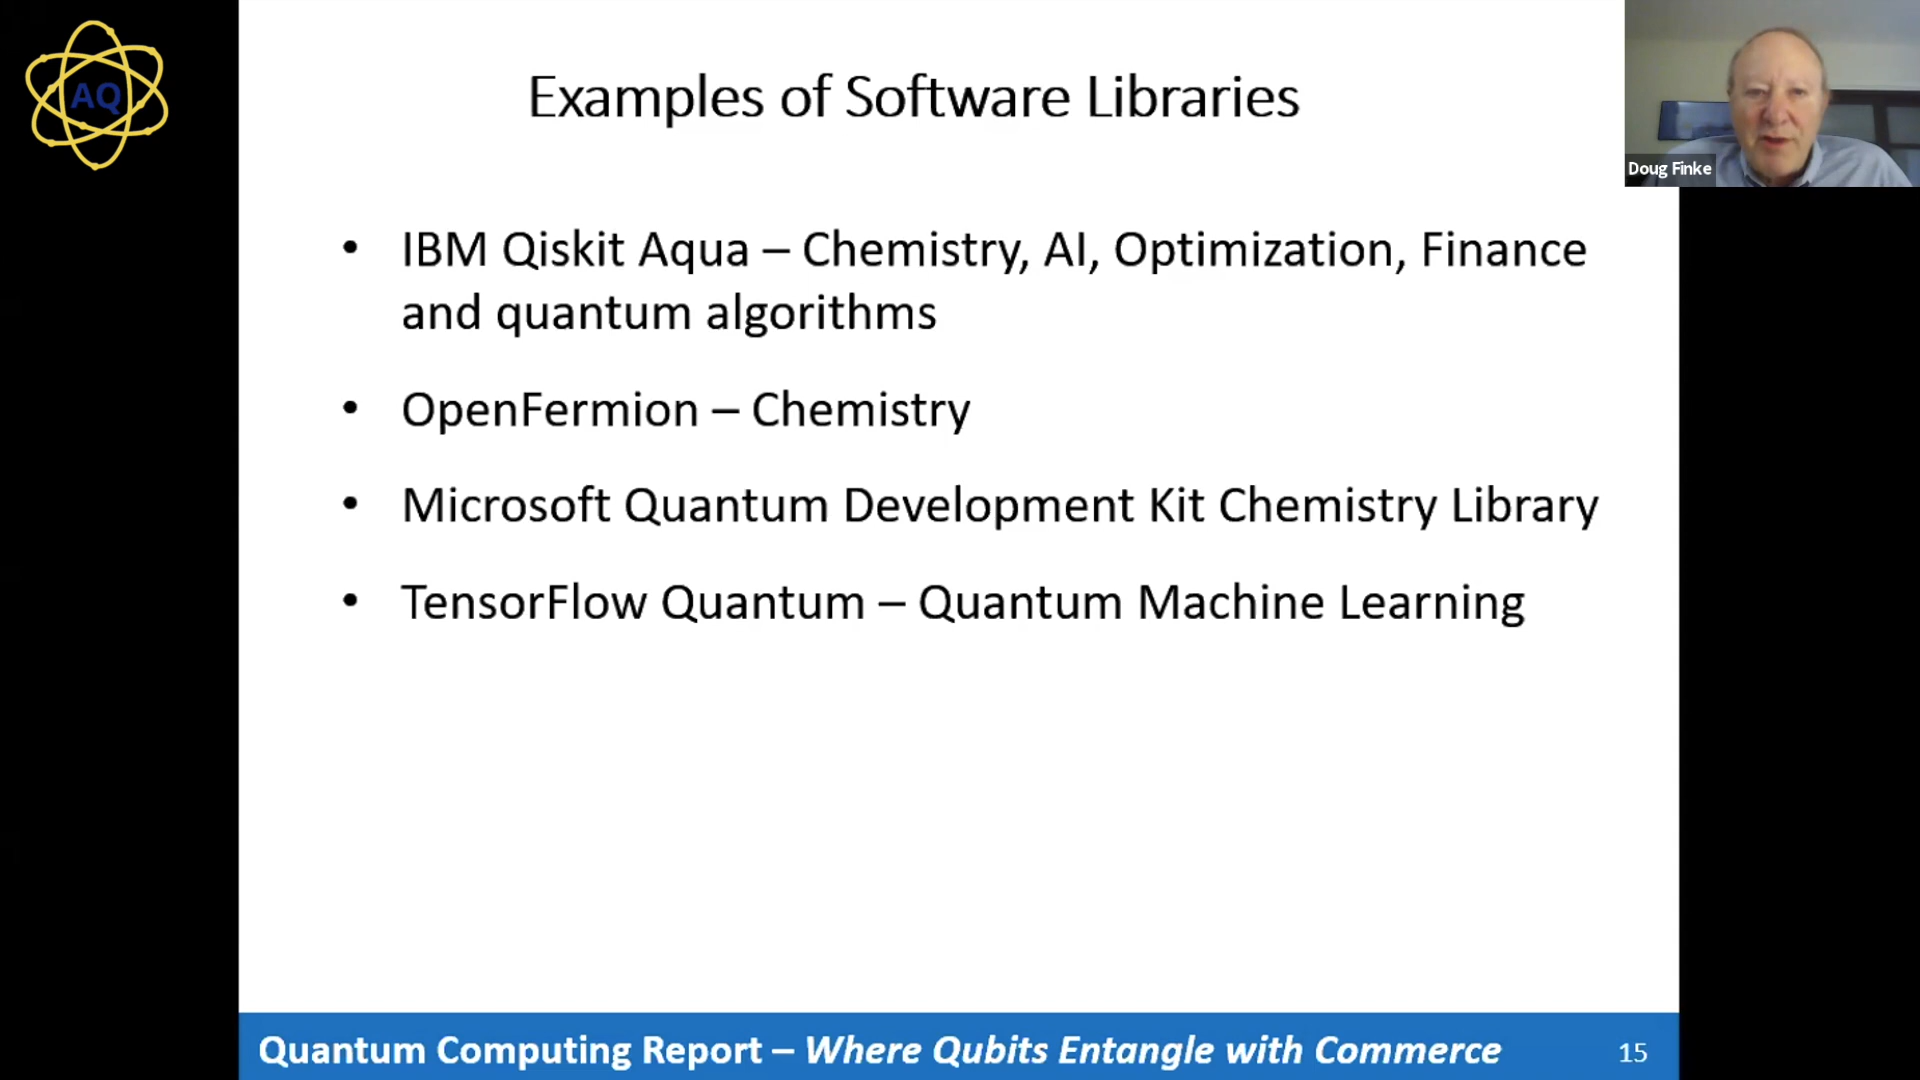 AQ
Examples of Software Libraries
Doug Finke
• IBM Qiskit Aqua – Chemistry, AI, Optimization, Finance
and quantum algorithms
• OpenFermion – Chemistry
• Microsoft Quantum Development Kit Chemistry Library
• TensorFlow Quantum – Quantum Machine Learning
Quantum Computing Report – Where Qubits Entangle with Commerce 15